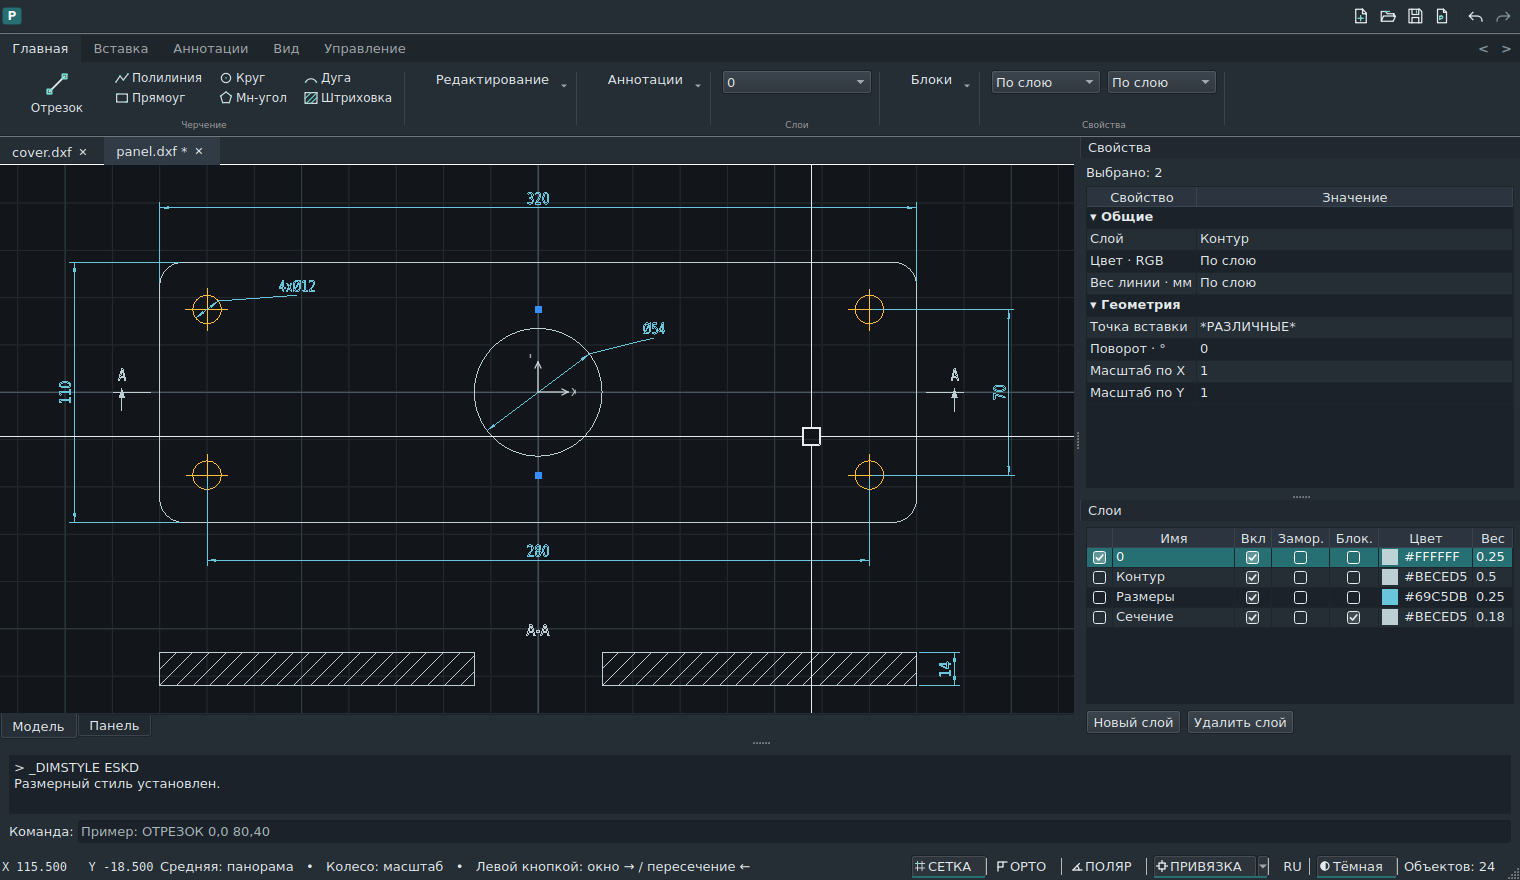 P
Главная Вставка Аннотации Вид Управление < >
Отрезок
Полилиния Круг Дуга
Прямоуг Мн-угол Штриховка
Черчение
Редактирование
Аннотации
0
Слои
Блоки
По слою По слою
Свойства
cover.dxf × panel.dxf * ×
320
4xØ12
Ø54
110
A
A
70
X
280
A-A
14
Модель Панель
Свойства
Выбрано: 2
Свойство Значение
▾ Общие
Слой Контур
Цвет · RGB По слою
Вес линии · мм По слою
▾ Геометрия
Точка вставки *РАЗЛИЧНЫЕ*
Поворот · ° 0
Масштаб по X 1
Масштаб по Y 1
Слои
Имя Вкл Замор. Блок. Цвет Вес
0 #FFFFFF 0.25
Контур #BECED5 0.5
Размеры #69C5DB 0.25
Сечение #BECED5 0.18
Новый слой Удалить слой
> _DIMSTYLE ESKD
Размерный стиль установлен.
Команда: Пример: ОТРЕЗОК 0,0 80,40
X 115.500 Y -18.500 Средняя: панорама • Колесо: масштаб • Левой кнопкой: окно → / пересечение ← СЕТКА ОРТО ПОЛЯР ПРИВЯЗКА RU Тёмная Объектов: 24